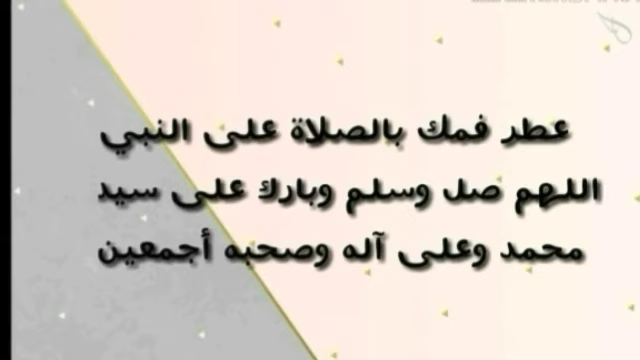 عطر فمك بالصلاة على النبي
اللهم صل وسلم وبارك على سيد
محمد وعلى آله وصحبه أجمعين